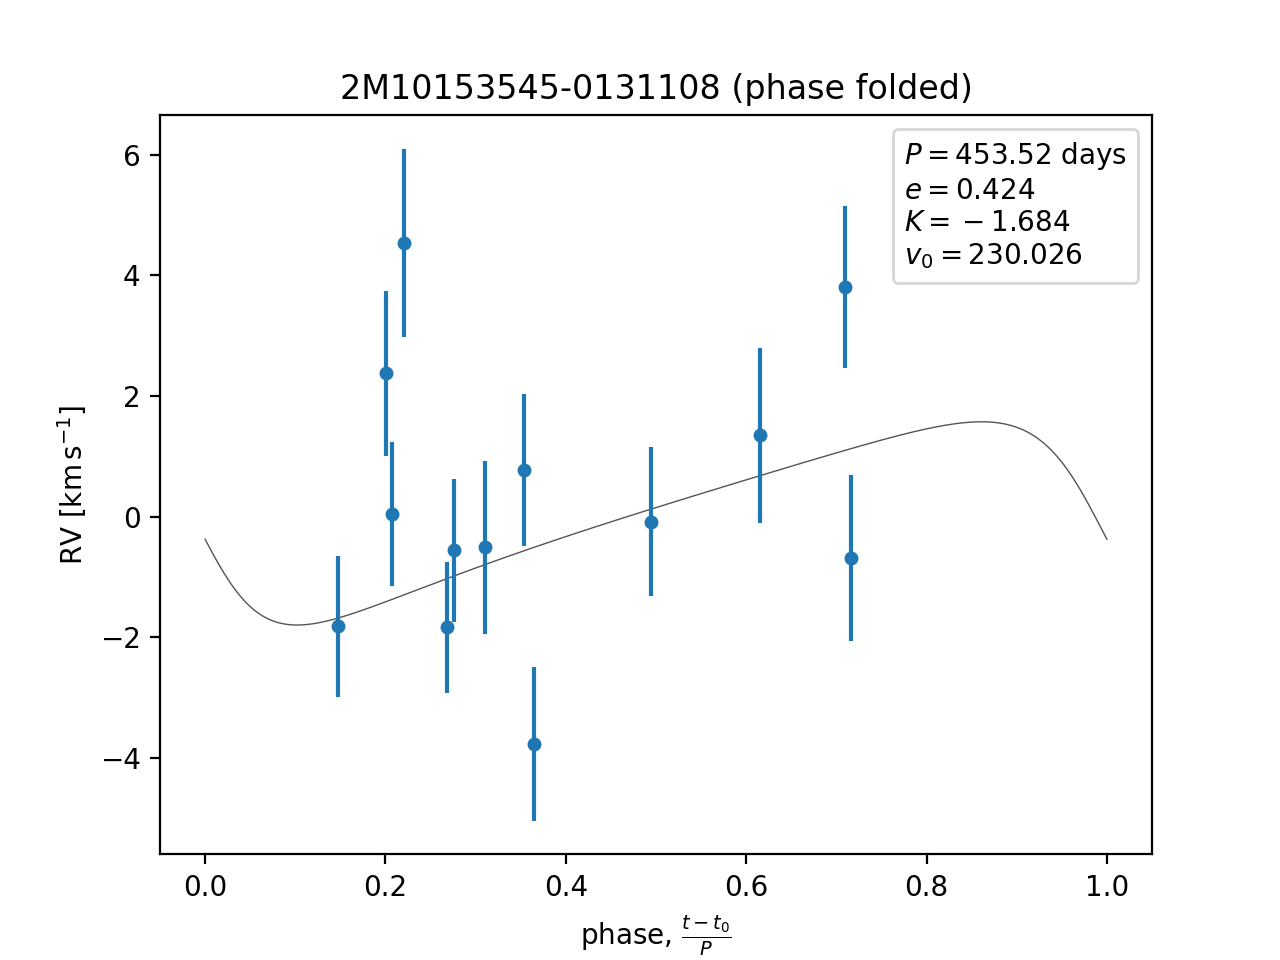 2M10153545-0131108 (phase folded)
P = 453.52 days
e = 0.424
K = −1.684
v₀ = 230.026
RV [km s⁻¹]
6
4
2
0
−2
−4
0.0 0.2 0.4 0.6 0.8 1.0
phase, (t − t₀)/P